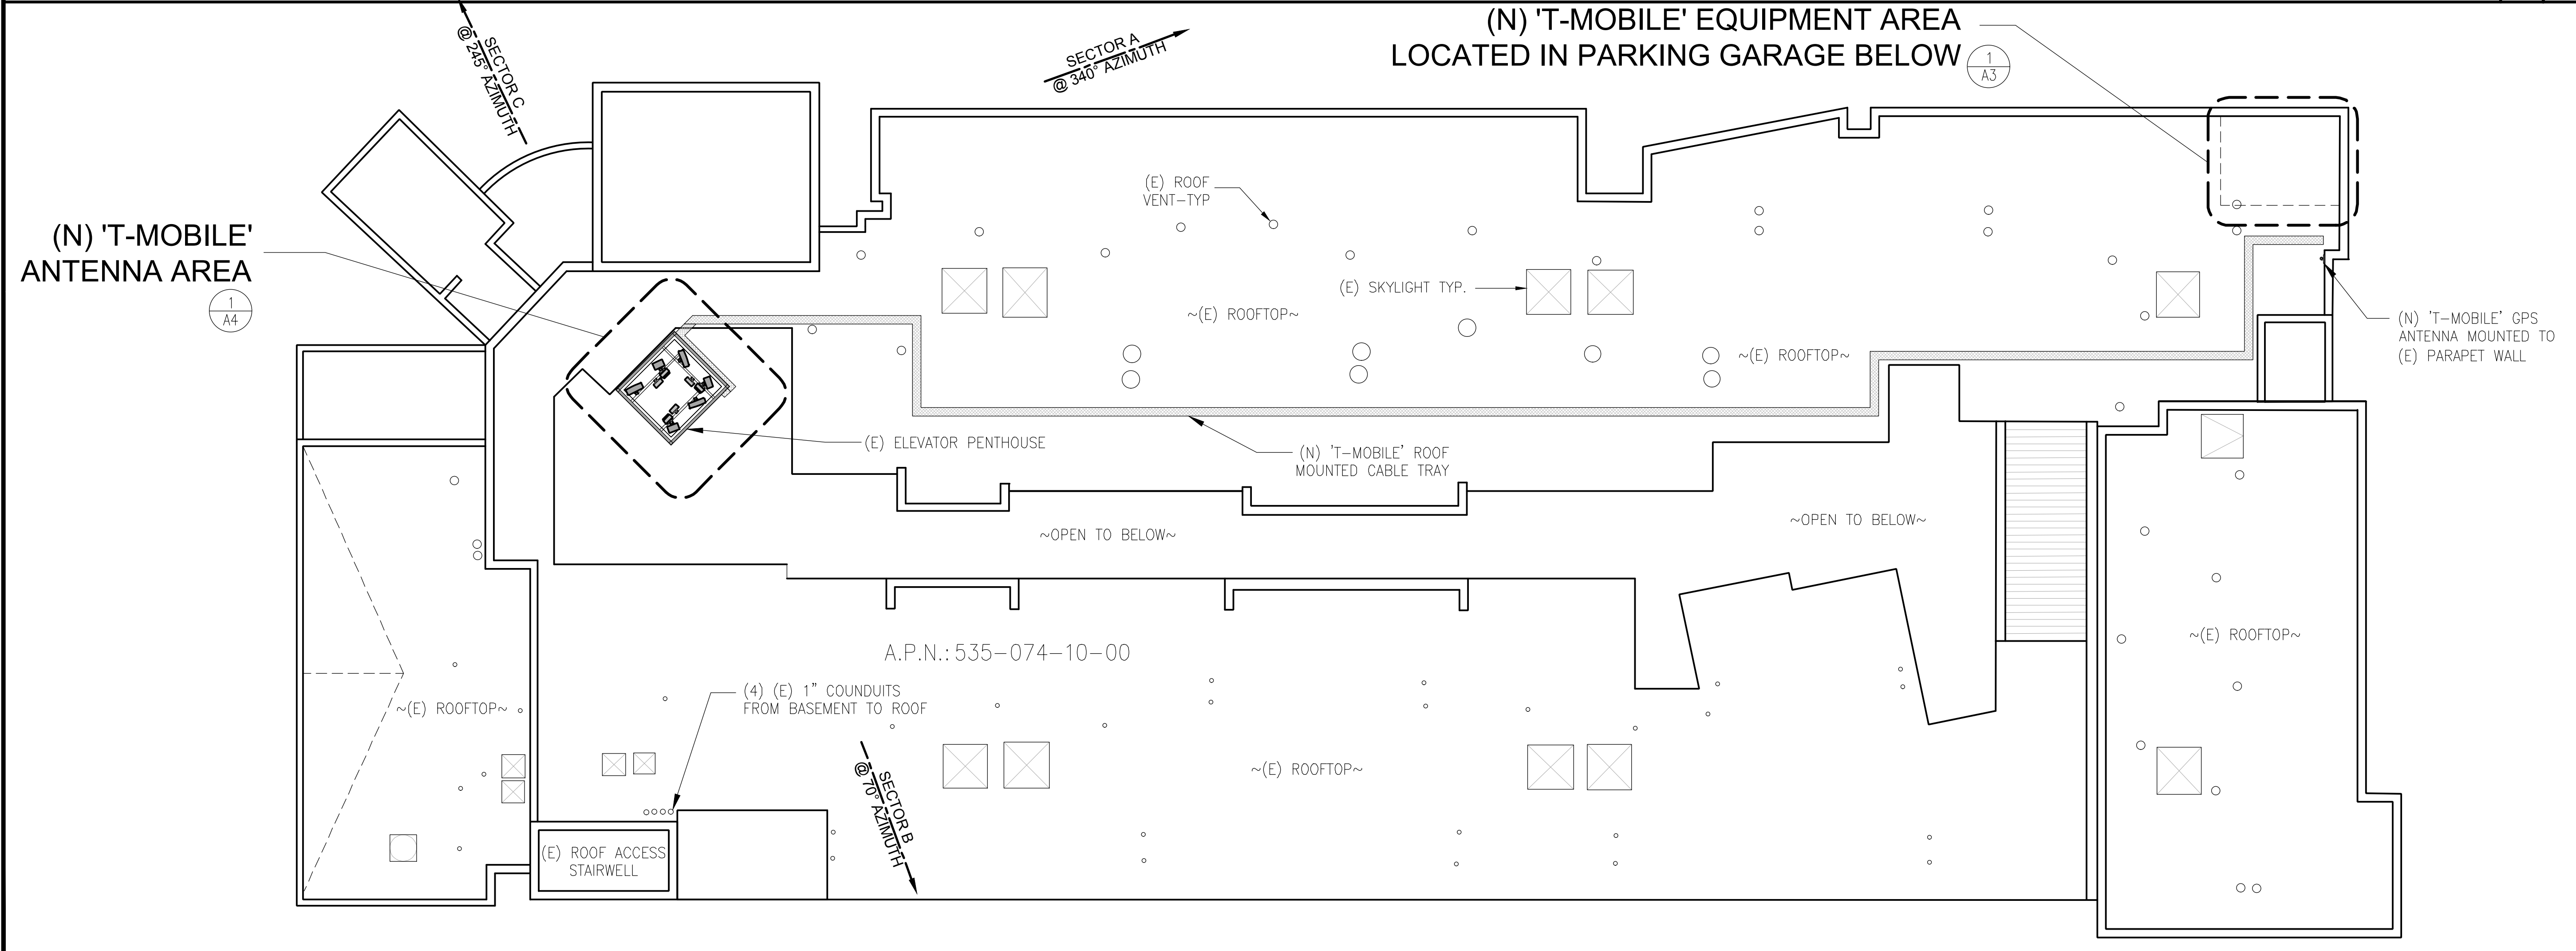 SECTOR C
@ 245° AZIMUTH
SECTOR A
@ 340° AZIMUTH
(N) 'T-MOBILE' EQUIPMENT AREA
LOCATED IN PARKING GARAGE BELOW
1
A3
(N) 'T-MOBILE'
ANTENNA AREA
1
A4
(E) ROOF
VENT-TYP
(E) SKYLIGHT TYP.
~(E) ROOFTOP~
~(E) ROOFTOP~
(N) 'T-MOBILE' GPS
ANTENNA MOUNTED TO
(E) PARAPET WALL
(E) ELEVATOR PENTHOUSE
(N) 'T-MOBILE' ROOF
MOUNTED CABLE TRAY
~OPEN TO BELOW~
~OPEN TO BELOW~
A.P.N.: 535-074-10-00
~(E) ROOFTOP~
(4) (E) 1" COUNDUITS
FROM BASEMENT TO ROOF
~(E) ROOFTOP~
~(E) ROOFTOP~
SECTOR B
@ 70° AZIMUTH
(E) ROOF ACCESS
STAIRWELL